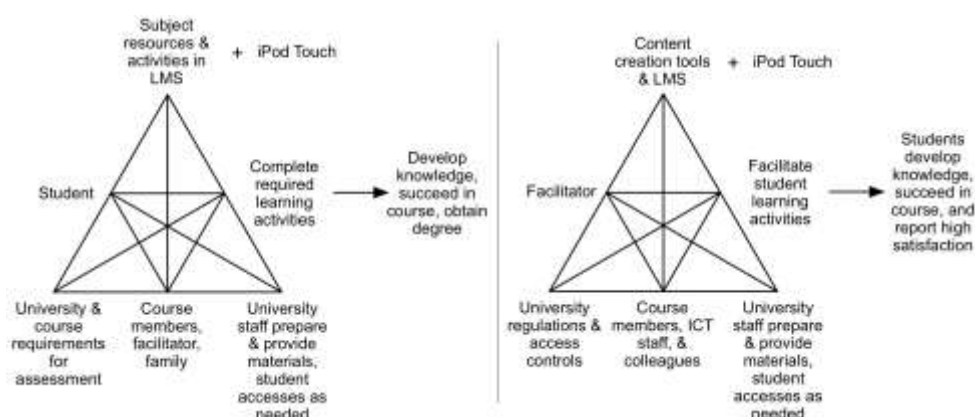 Subject
resources &
activities in
LMS
+ iPod Touch
Student
Complete
required
learning
activities
Develop
knowledge,
succeed in
course, obtain
degree
University &
course
requirements
for
assessment
Course
members,
facilitator,
family
University
staff prepare
& provide
materials,
student
accesses as
needed
Content
creation tools
& LMS
+ iPod Touch
Facilitator
Facilitate
student
learning
activities
Students
develop
knowledge,
succeed in
course, and
report high
satisfaction
University
regulations &
access
controls
Course
members, ICT
staff, &
colleagues
University
staff prepare
& provide
materials,
student
accesses as
needed